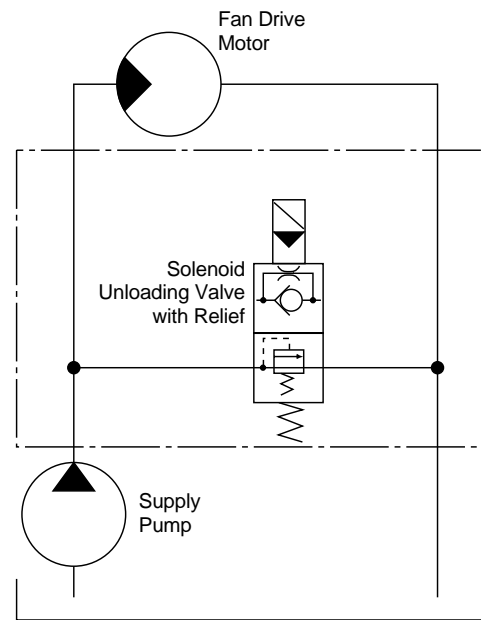 Fan Drive
Motor
Solenoid
Unloading Valve
with Relief
Supply
Pump